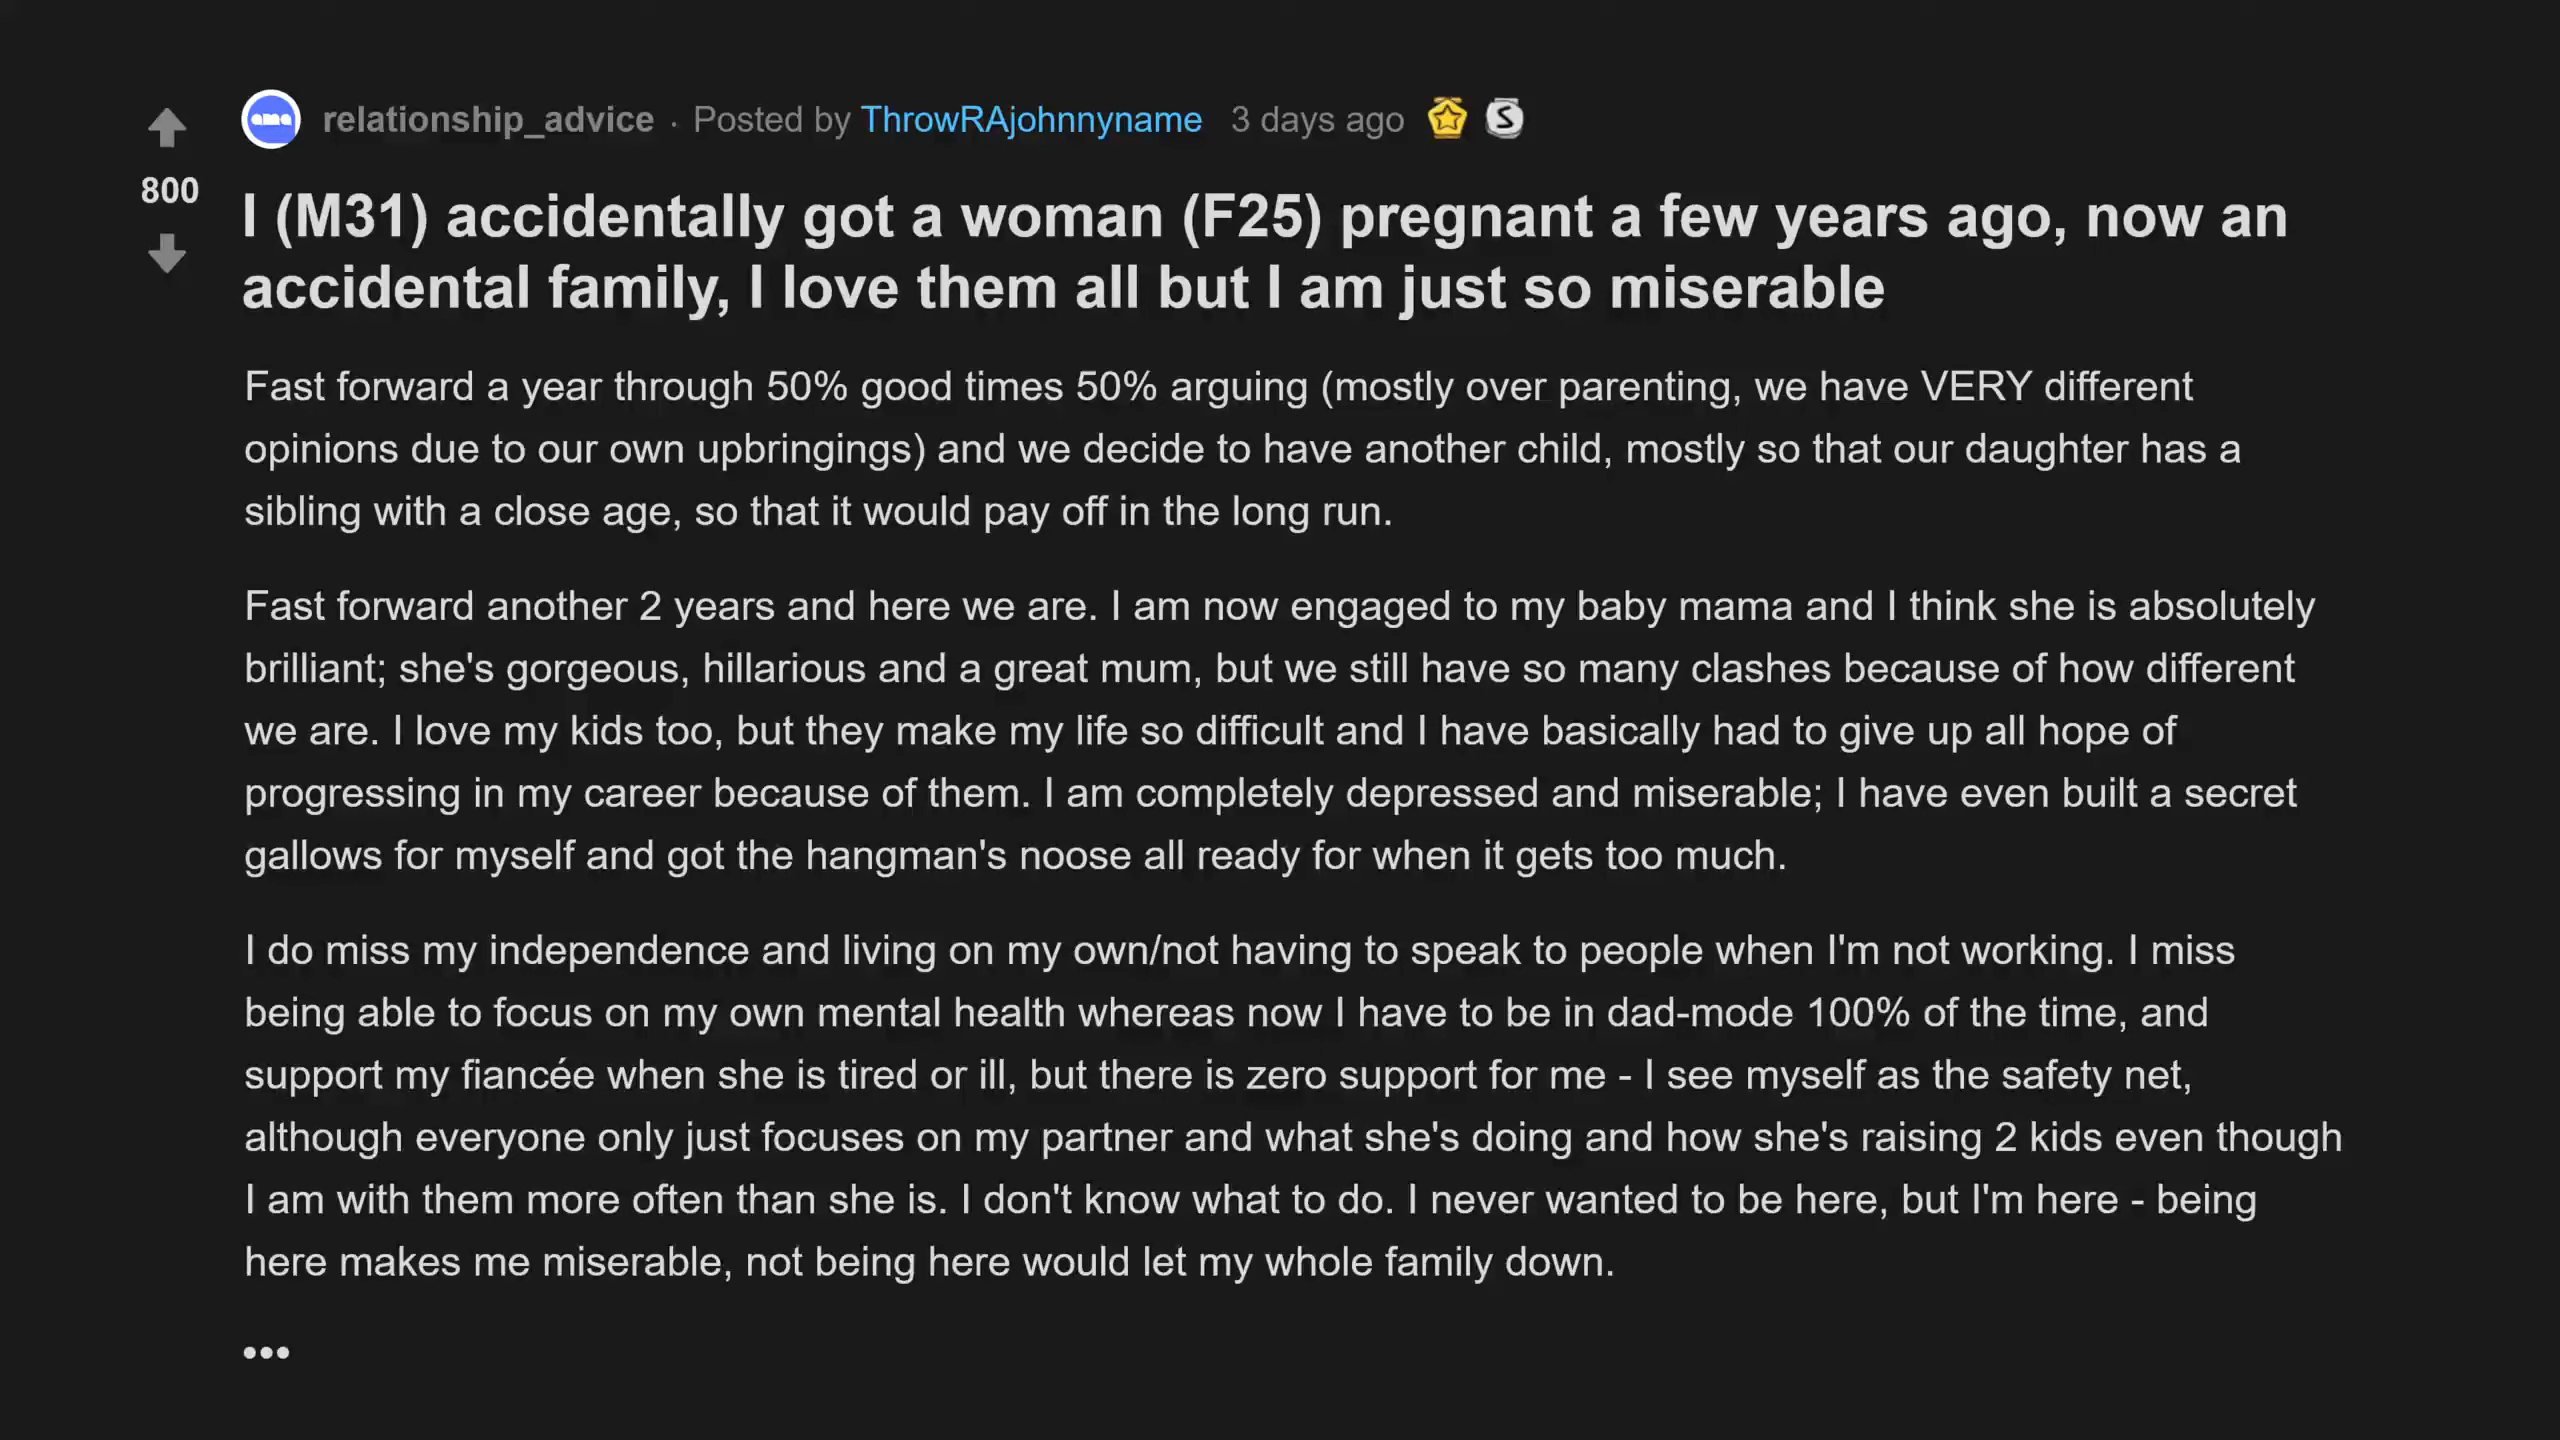 relationship_advice · Posted by ThrowRAjohnnyname 3 days ago
800
I (M31) accidentally got a woman (F25) pregnant a few years ago, now an
accidental family, I love them all but I am just so miserable
Fast forward a year through 50% good times 50% arguing (mostly over parenting, we have VERY different
opinions due to our own upbringings) and we decide to have another child, mostly so that our daughter has a
sibling with a close age, so that it would pay off in the long run.
Fast forward another 2 years and here we are. I am now engaged to my baby mama and I think she is absolutely
brilliant; she's gorgeous, hillarious and a great mum, but we still have so many clashes because of how different
we are. I love my kids too, but they make my life so difficult and I have basically had to give up all hope of
progressing in my career because of them. I am completely depressed and miserable; I have even built a secret
gallows for myself and got the hangman's noose all ready for when it gets too much.
I do miss my independence and living on my own/not having to speak to people when I'm not working. I miss
being able to focus on my own mental health whereas now I have to be in dad-mode 100% of the time, and
support my fiancée when she is tired or ill, but there is zero support for me - I see myself as the safety net,
although everyone only just focuses on my partner and what she's doing and how she's raising 2 kids even though
I am with them more often than she is. I don't know what to do. I never wanted to be here, but I'm here - being
here makes me miserable, not being here would let my whole family down.
•••